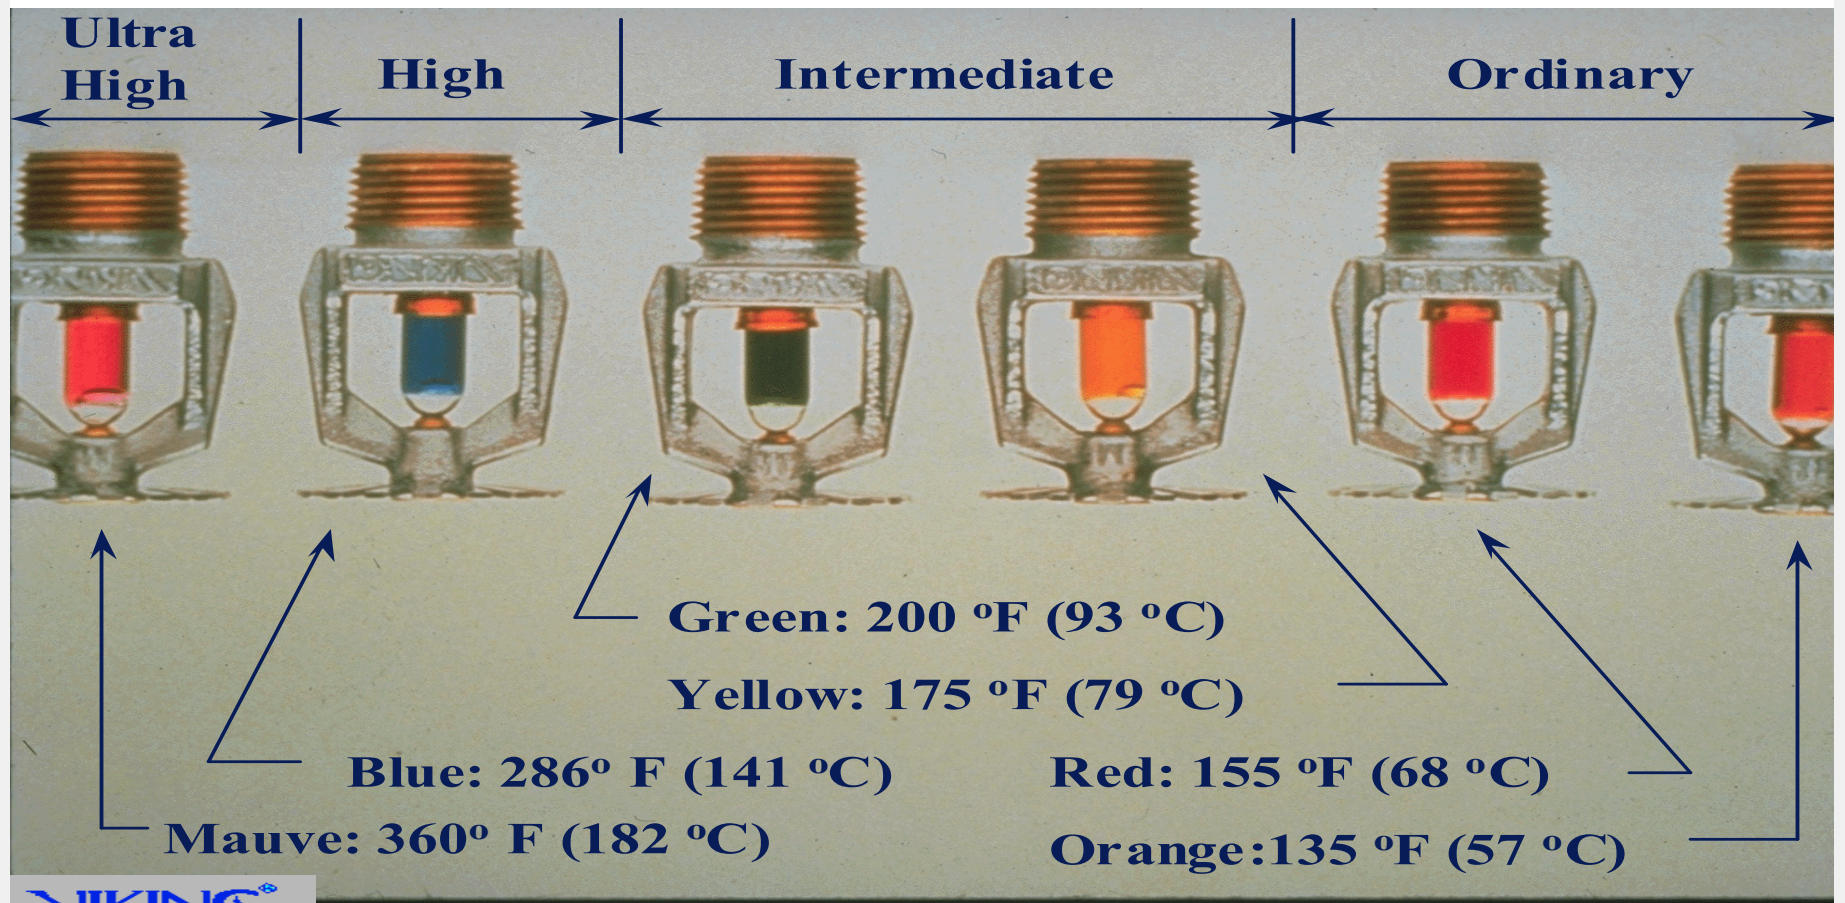 Ultra
High
High
Intermediate
Ordinary
Green: 200 ºF (93 ºC)
Yellow: 175 ºF (79 ºC)
Blue: 286º F (141 ºC)
Red: 155 ºF (68 ºC)
Mauve: 360º F (182 ºC)
Orange:135 ºF (57 ºC)
VIKING